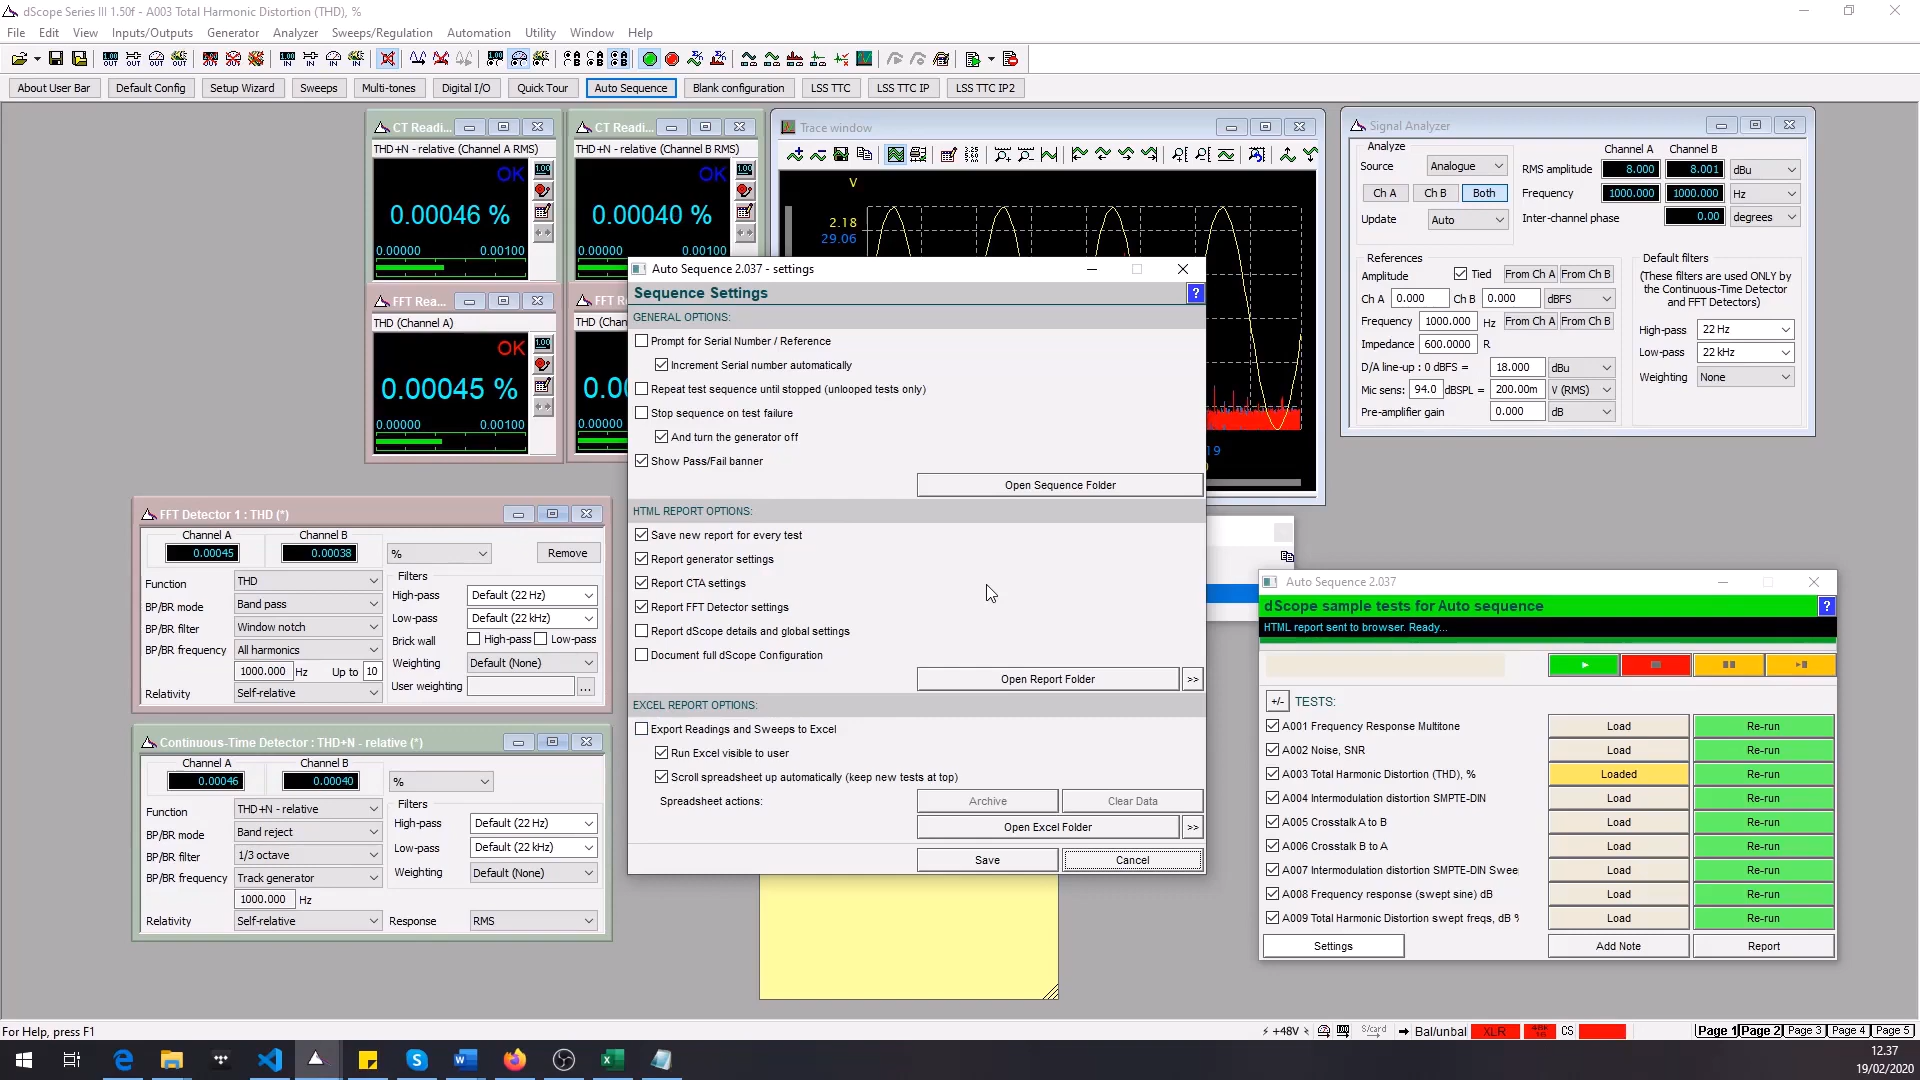 dScope Series III 1.50f - A003 Total Harmonic Distortion (THD), %
File Edit View Inputs/Outputs Generator Analyzer Sweeps/Regulation Automation Utility Window Help
About User Bar Default Config Setup Wizard Sweeps Multi-tones Digital I/O Quick Tour Auto Sequence Blank configuration LSS TTC LSS TTC IP LSS TTC IP2
CT Readi...
THD+N - relative (Channel A RMS)
OK
0.00046 %
0.00000 0.00100
CT Readi...
THD+N - relative (Channel B RMS)
OK
0.00040 %
0.00000 0.00100
FFT Rea...
THD (Channel A)
OK
0.00045 %
0.00000 0.00100
FFT R
THD (Chan
0.0
0.00000
Trace window
V
2.18
29.06
19
Signal Analyzer
Analyze
Source Analogue
Ch A Ch B Both
Update Auto
Channel A Channel B
RMS amplitude 8.000 8.001 dBu
Frequency 1000.000 1000.000 Hz
Inter-channel phase 0.00 degrees
References
Amplitude Tied From Ch A From Ch B
Ch A 0.000 Ch B 0.000 dBFS
Frequency 1000.000 Hz From Ch A From Ch B
Impedance 600.0000 R
D/A line-up : 0 dBFS = 18.000 dBu
Mic sens: 94.0 dBSPL = 200.00m V (RMS)
Pre-amplifier gain 0.000 dB
Default filters
(These filters are used ONLY by
the Continuous-Time Detector
and FFT Detectors)
High-pass 22 Hz
Low-pass 22 kHz
Weighting None
Auto Sequence 2.037 - settings
Sequence Settings ?
GENERAL OPTIONS:
Prompt for Serial Number / Reference
Increment Serial number automatically
Repeat test sequence until stopped (unlooped tests only)
Stop sequence on test failure
And turn the generator off
Show Pass/Fail banner
Open Sequence Folder
HTML REPORT OPTIONS:
Save new report for every test
Report generator settings
Report CTA settings
Report FFT Detector settings
Report dScope details and global settings
Document full dScope Configuration
Open Report Folder >>
EXCEL REPORT OPTIONS:
Export Readings and Sweeps to Excel
Run Excel visible to user
Scroll spreadsheet up automatically (keep new tests at top)
Spreadsheet actions: Archive Clear Data
Open Excel Folder >>
Save Cancel
FFT Detector 1 : THD (*)
Channel A Channel B
0.00045 0.00038 % Remove
Function THD
BP/BR mode Band pass
BP/BR filter Window notch
BP/BR frequency All harmonics
1000.000 Hz Up to 10
Relativity Self-relative
Filters
High-pass Default (22 Hz)
Low-pass Default (22 kHz)
Brick wall High-pass Low-pass
Weighting Default (None)
User weighting ...
Continuous-Time Detector : THD+N - relative (*)
Channel A Channel B
0.00046 0.00040 %
Function THD+N - relative
BP/BR mode Band reject
BP/BR filter 1/3 octave
BP/BR frequency Track generator
1000.000 Hz
Relativity Self-relative Response RMS
Filters
High-pass Default (22 Hz)
Low-pass Default (22 kHz)
Weighting Default (None)
Auto Sequence 2.037
dScope sample tests for Auto sequence ?
HTML report sent to browser. Ready...
+/- TESTS:
A001 Frequency Response Multitone Load Re-run
A002 Noise, SNR Load Re-run
A003 Total Harmonic Distortion (THD), % Loaded Re-run
A004 Intermodulation distortion SMPTE-DIN Load Re-run
A005 Crosstalk A to B Load Re-run
A006 Crosstalk B to A Load Re-run
A007 Intermodulation distortion SMPTE-DIN Swee Load Re-run
A008 Frequency response (swept sine) dB Load Re-run
A009 Total Harmonic Distortion swept freqs, dB % Load Re-run
Settings Add Note Report
For Help, press F1
+48V S/card Bal/unbal XLR CS Page 1 Page 2 Page 3 Page 4 Page 5
12.37
19/02/2020